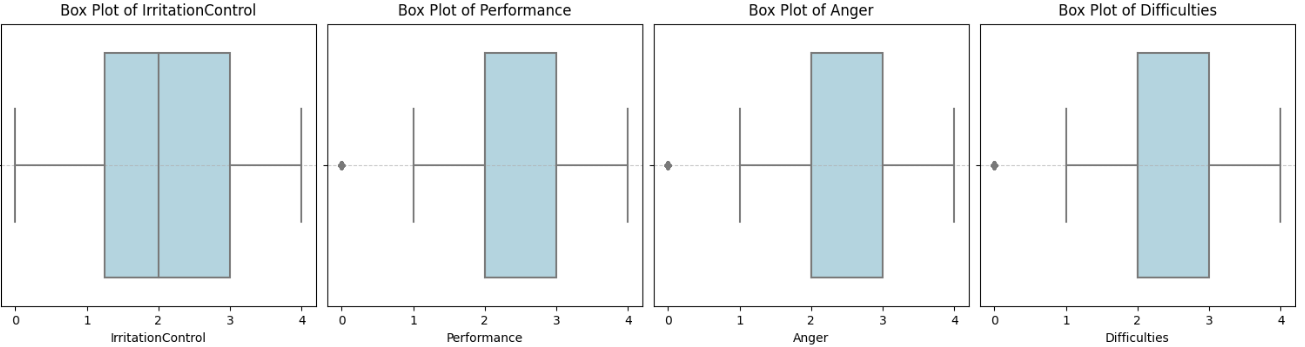 Box Plot of IrritationControl
0 1 2 3 4
IrritationControl
Box Plot of Performance
0 1 2 3 4
Performance
Box Plot of Anger
0 1 2 3 4
Anger
Box Plot of Difficulties
0 1 2 3 4
Difficulties